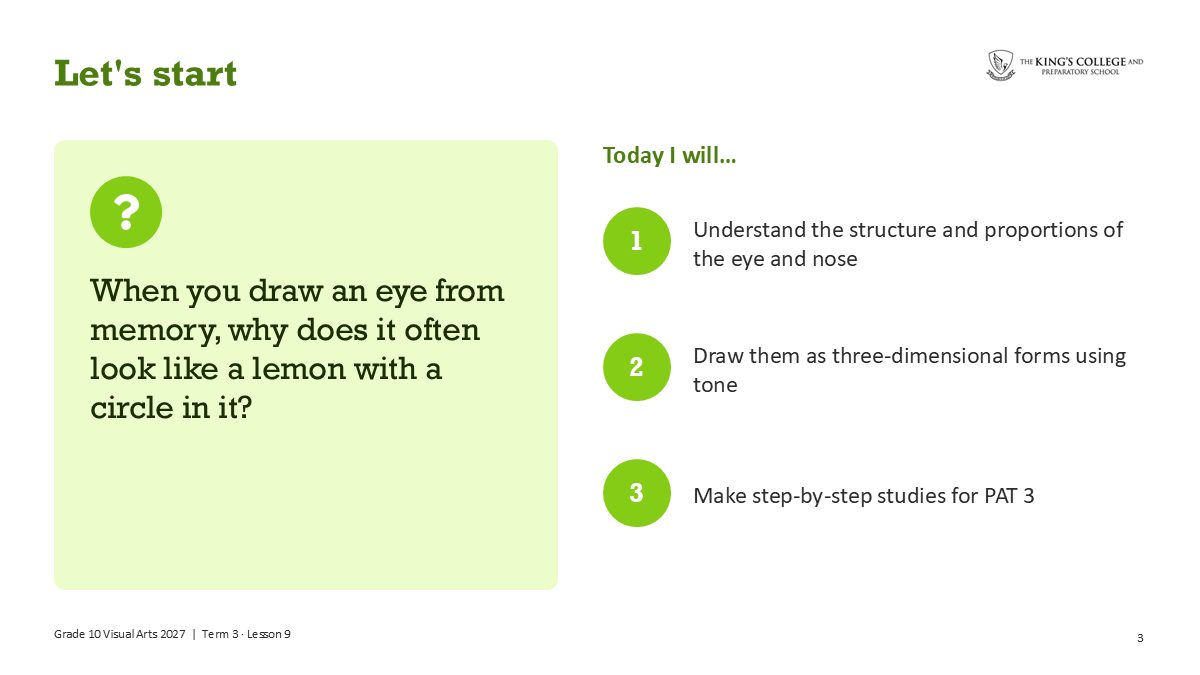 Let's start
THE KING'S COLLEGE AND
PREPARATORY SCHOOL
?
When you draw an eye from
memory, why does it often
look like a lemon with a
circle in it?
Today I will...
1
Understand the structure and proportions of
the eye and nose
2
Draw them as three-dimensional forms using
tone
3
Make step-by-step studies for PAT 3
Grade 10 Visual Arts 2027 | Term 3 · Lesson 9
3